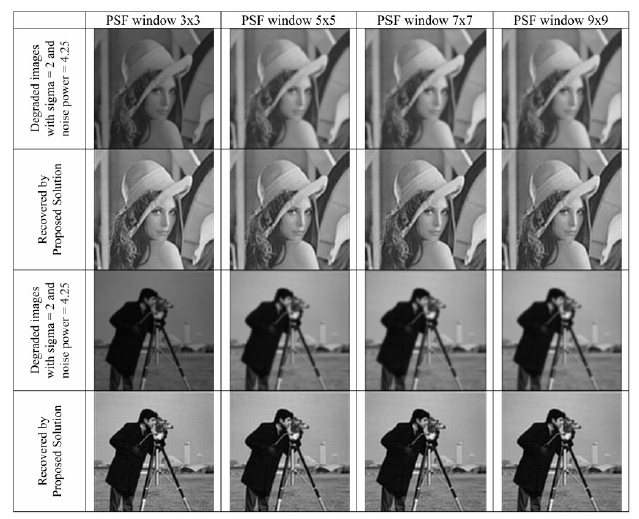 PSF window 3x3
PSF window 5x5
PSF window 7x7
PSF window 9x9
Degraded images
with sigma = 2 and
noise power = 4.25
Recovered by
Proposed Solution
Degraded images
with sigma = 2 and
noise power = 4.25
Recovered by
Proposed Solution